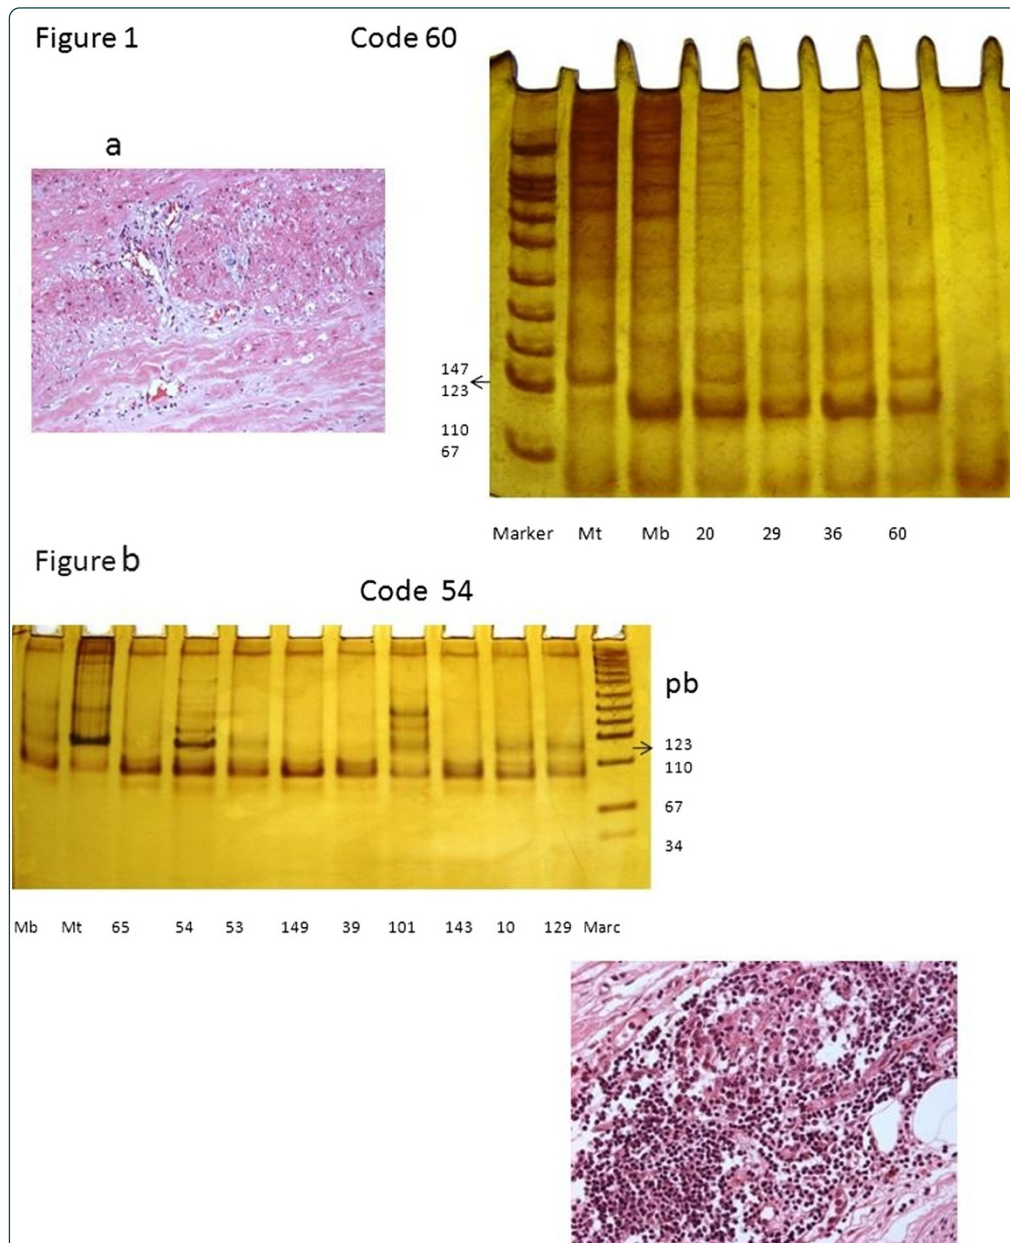 Figure 1
Code 60
a
147
123
110
67
Marker Mt Mb 20 29 36 60
Figure b
Code 54
pb
123
110
67
34
Mb Mt 65 54 53 149 39 101 143 10 129 Marc